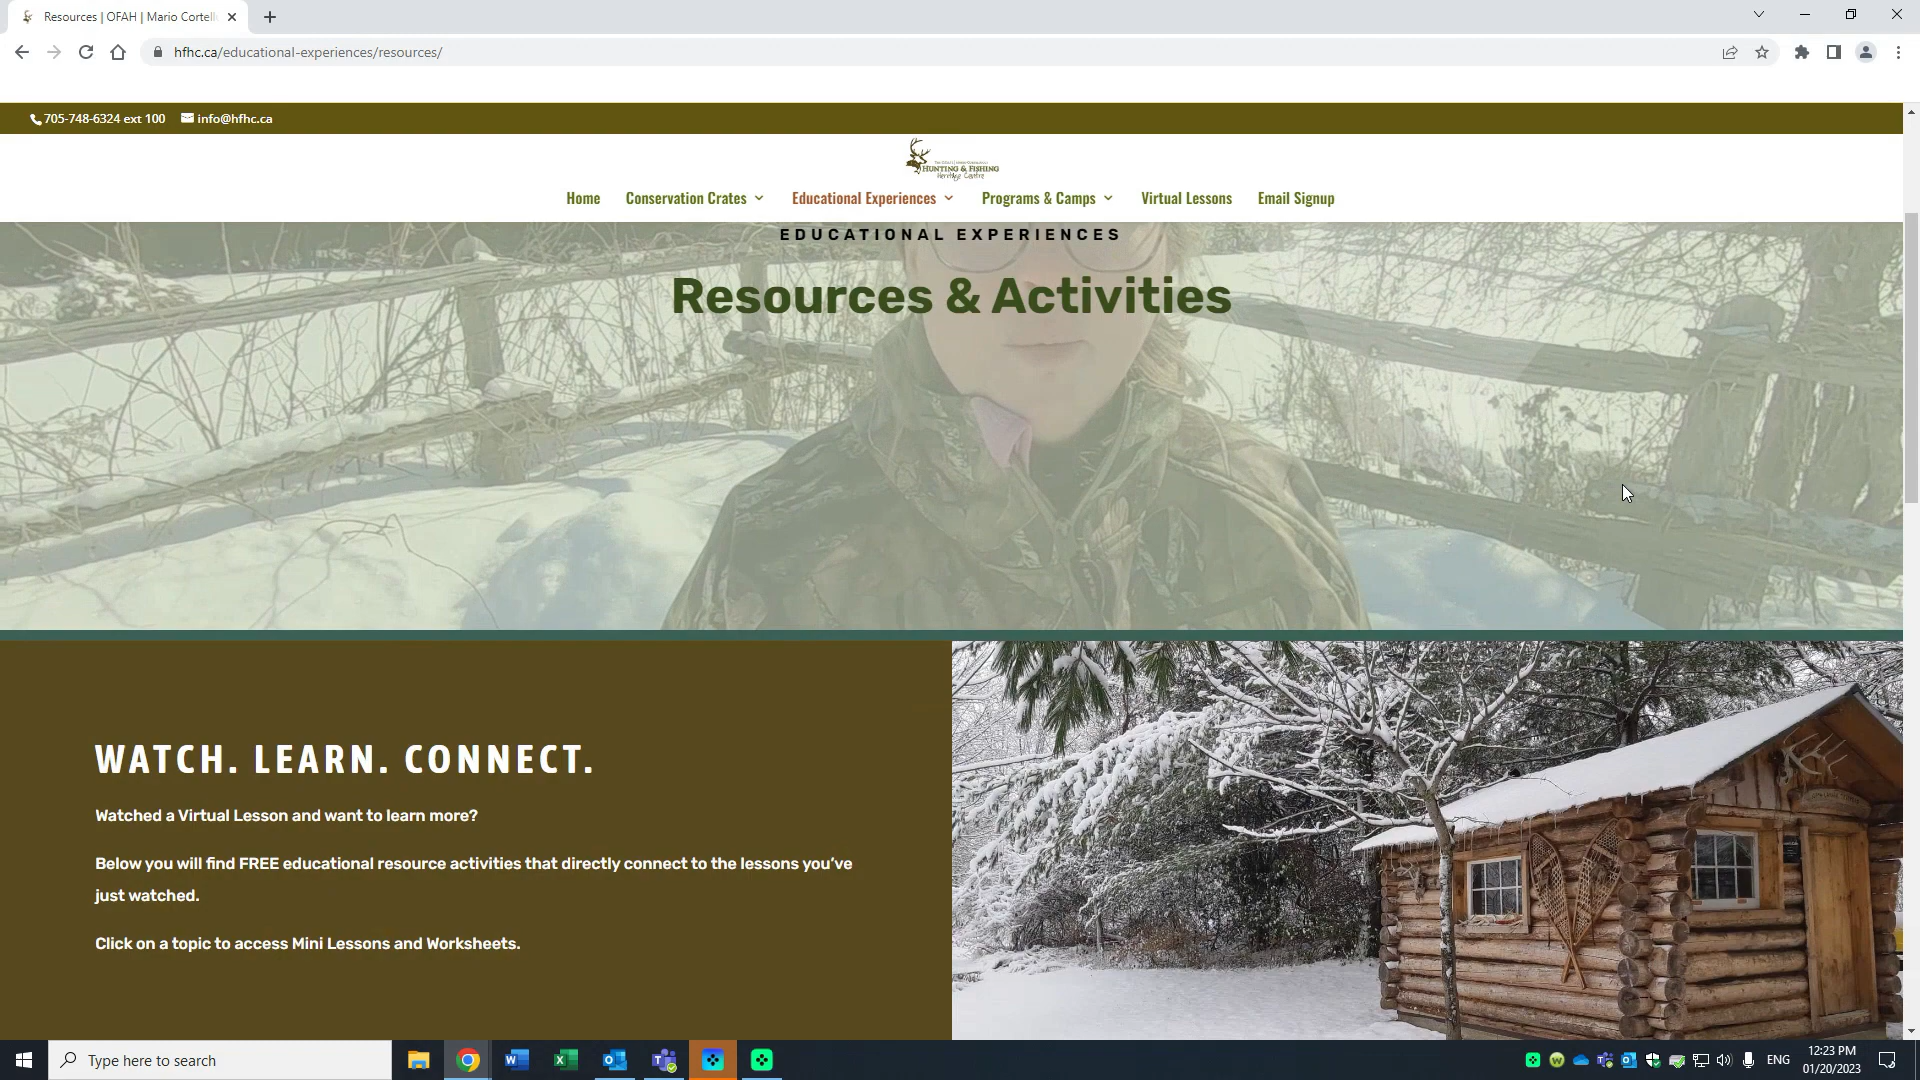 Resources | OFAH | Mario Cortell
hfhc.ca/educational-experiences/resources/
705-748-6324 ext 100 info@hfhc.ca
HUNTING & FISHING
Heritage Centre
Home Conservation Crates Educational Experiences Programs & Camps Virtual Lessons Email Signup
EDUCATIONAL EXPERIENCES
Resources & Activities
WATCH. LEARN. CONNECT.
Watched a Virtual Lesson and want to learn more?
Below you will find FREE educational resource activities that directly connect to the lessons you've
just watched.
Click on a topic to access Mini Lessons and Worksheets.
Type here to search
ENG
12:23 PM
01/20/2023